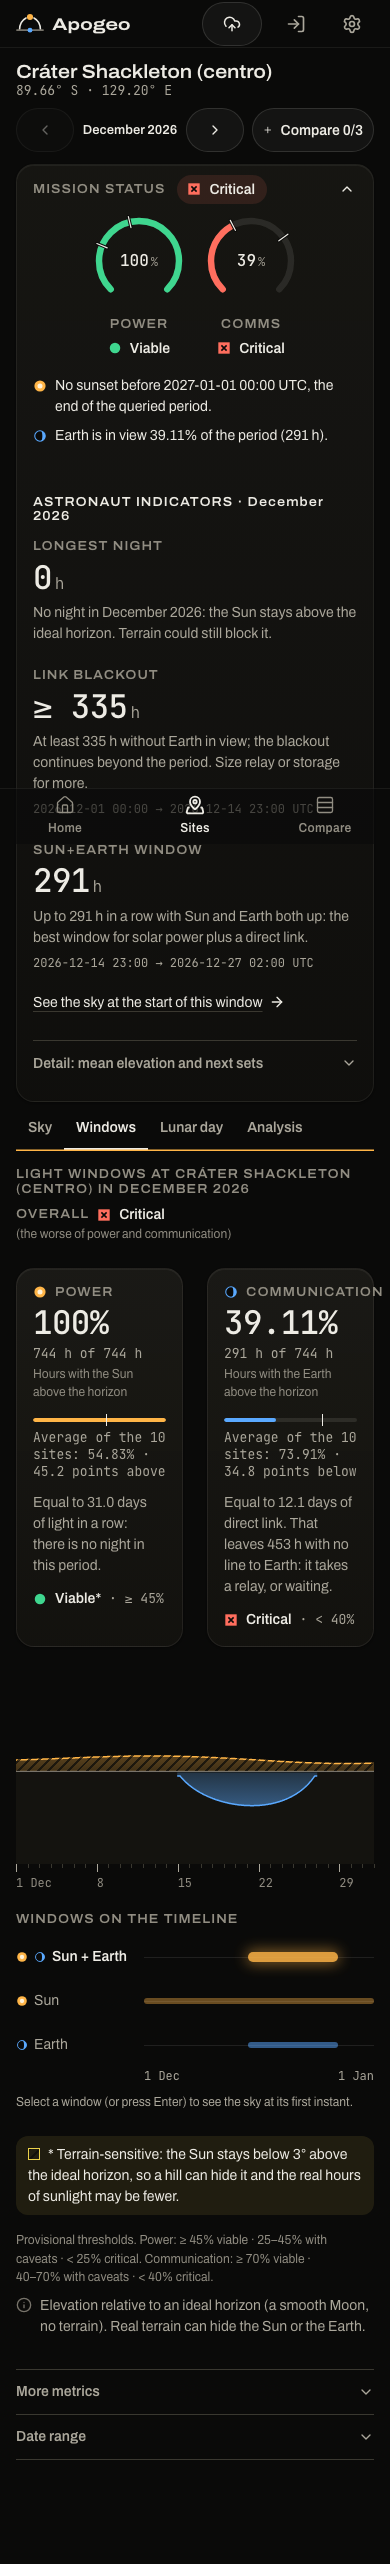 Apogeo
Cráter Shackleton (centro)
89.66° S · 129.20° E
December 2026
+ Compare 0/3
MISSION STATUS
Critical
100%
39%
POWER
COMMS
Viable
Critical
No sunset before 2027-01-01 00:00 UTC, the
end of the queried period.
Earth is in view 39.11% of the period (291 h).
ASTRONAUT INDICATORS · December
2026
LONGEST NIGHT
0 h
No night in December 2026: the Sun stays above the
ideal horizon. Terrain could still block it.
LINK BLACKOUT
≥ 335 h
At least 335 h without Earth in view; the blackout
continues beyond the period. Size relay or storage
for more.
2026-12-01 00:00 → 2026-12-14 23:00 UTC
Home
Sites
Compare
SUN+EARTH WINDOW
291 h
Up to 291 h in a row with Sun and Earth both up: the
best window for solar power plus a direct link.
2026-12-14 23:00 → 2026-12-27 02:00 UTC
See the sky at the start of this window →
Detail: mean elevation and next sets
Sky
Windows
Lunar day
Analysis
LIGHT WINDOWS AT CRÁTER SHACKLETON
(CENTRO) IN DECEMBER 2026
OVERALL Critical
(the worse of power and communication)
POWER
100%
744 h of 744 h
Hours with the Sun
above the horizon
Average of the 10
sites: 54.83% ·
45.2 points above
Equal to 31.0 days
of light in a row:
there is no night in
this period.
Viable* · ≥ 45%
COMMUNICATION
39.11%
291 h of 744 h
Hours with the Earth
above the horizon
Average of the 10
sites: 73.91% ·
34.8 points below
Equal to 12.1 days of
direct link. That
leaves 453 h with no
line to Earth: it takes
a relay, or waiting.
Critical · < 40%
1 Dec
8
15
22
29
WINDOWS ON THE TIMELINE
Sun + Earth
Sun
Earth
1 Dec
1 Jan
Select a window (or press Enter) to see the sky at its first instant.
* Terrain-sensitive: the Sun stays below 3° above
the ideal horizon, so a hill can hide it and the real hours
of sunlight may be fewer.
Provisional thresholds. Power: ≥ 45% viable · 25–45% with
caveats · < 25% critical. Communication: ≥ 70% viable ·
40–70% with caveats · < 40% critical.
Elevation relative to an ideal horizon (a smooth Moon,
no terrain). Real terrain can hide the Sun or the Earth.
More metrics
Date range